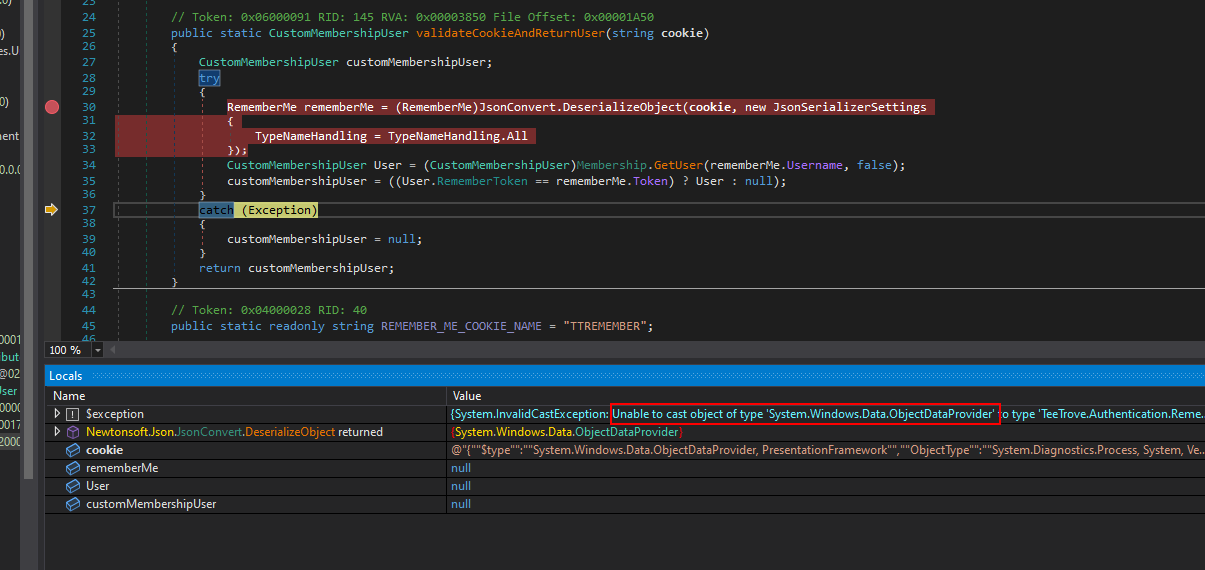 23
24 // Token: 0x06000091 RID: 145 RVA: 0x00003850 File Offset: 0x00001A50
25 public static CustomMembershipUser validateCookieAndReturnUser(string cookie)
0)
26 {
es.U
27 CustomMembershipUser customMembershipUser;
28 try
29 {
0)
30 RememberMe rememberMe = (RememberMe)JsonConvert.DeserializeObject(cookie, new JsonSerializerSettings
31 {
ment
32 TypeNameHandling = TypeNameHandling.All
33 });
34 CustomMembershipUser User = (CustomMembershipUser)Membership.GetUser(rememberMe.Username, false);
0.0.0
35 customMembershipUser = ((User.RememberToken == rememberMe.Token) ? User : null);
36 }
37 catch (Exception)
38 {
39 customMembershipUser = null;
40 }
41 return customMembershipUser;
42 }
43
44 // Token: 0x04000028 RID: 40
45 public static readonly string REMEMBER_ME_COOKIE_NAME = "TTREMEMBER";
46
0001
100 %
ibut
@02
Locals
User
Name Value
0000
$exception {System.InvalidCastException: Unable to cast object of type 'System.Windows.Data.ObjectDataProvider' to type 'TeeTrove.Authentication.Reme...
00017
Newtonsoft.Json.JsonConvert.DeserializeObject returned {System.Windows.Data.ObjectDataProvider}
2000
cookie @"{""$type"":""System.Windows.Data.ObjectDataProvider, PresentationFramework"",""ObjectType"":""System.Diagnostics.Process, System, Ve...
rememberMe null
User null
customMembershipUser null